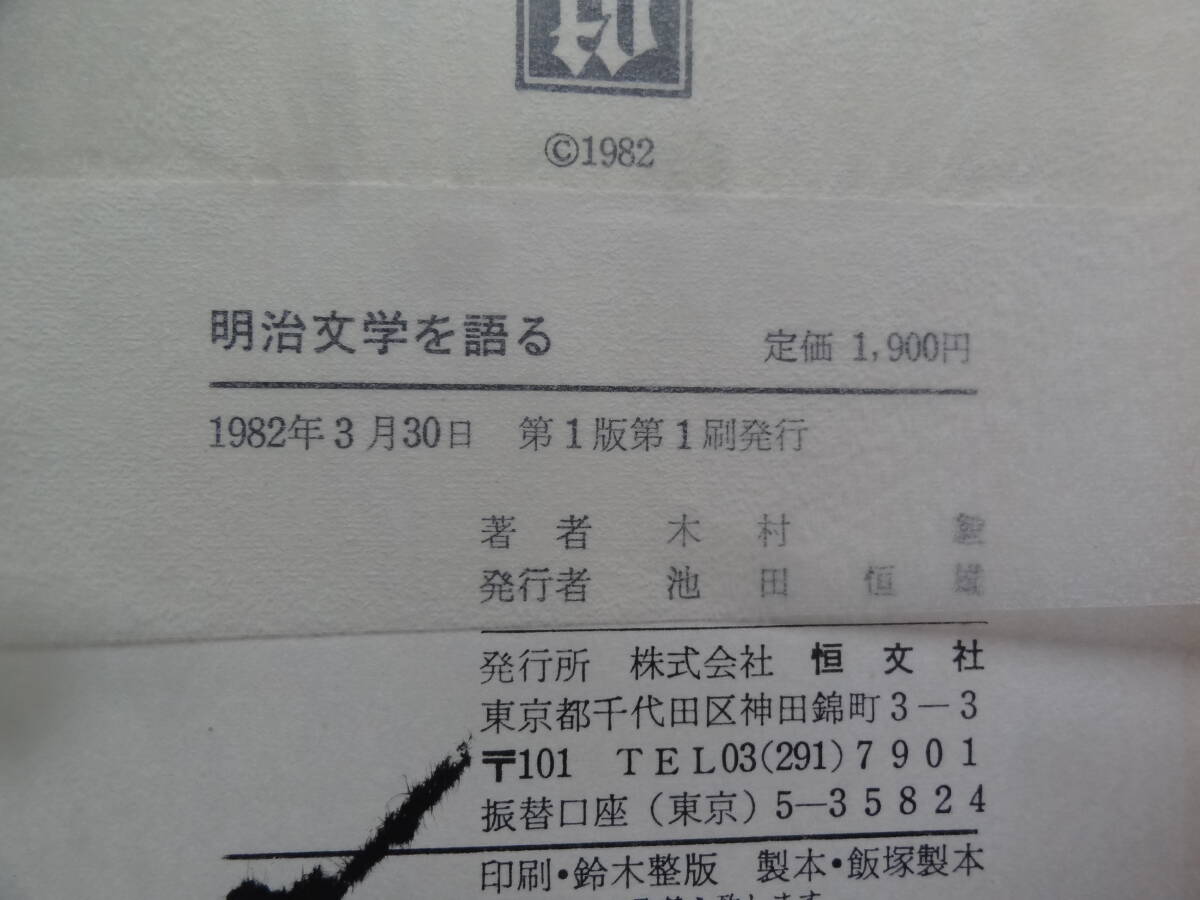 ©1982
明治文学を語る 定価 1,900円
1982年3月30日 第1版第1刷発行
著者 木村
発行者 池田恒雄
発行所 株式会社 恒文社
東京都千代田区神田錦町3-3
〒101 TEL03(291)7901
振替口座(東京)5-35824
印刷・鈴木整版 製本・飯塚製本